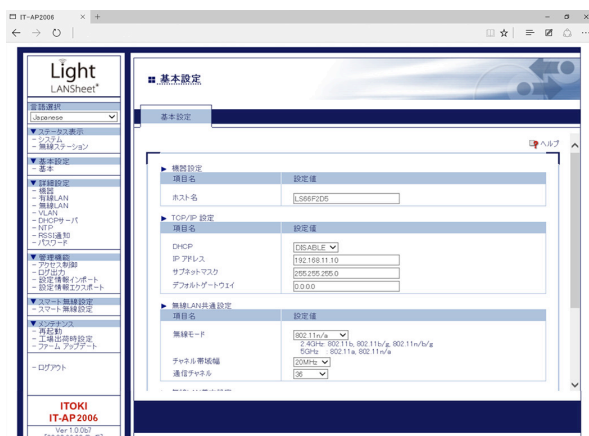 IT-AP2006
Light
LANSheet
言語選択
Japanese
▼ステータス表示
- システム
- 無線ステーション
▼基本設定
- 基本
▼詳細設定
- 機器
- 有線LAN
- 無線LAN
- VLAN
- DHCPサーバ
- NTP
- RSSI通知
- パスワード
▼管理機能
- アクセス制御
- ログ出力
- 設定情報インポート
- 設定情報エクスポート
▼スマート無線設定
- スマート無線設定
▼メンテナンス
- 再起動
- 工場出荷時設定
- ファーム アップデート
- ログアウト
ITOKI
IT-AP2006
Ver 1.0.0b7
基本設定
基本設定
ヘルプ
▶ 機器設定
項目名 設定値
ホスト名 LS66F2D5
▶ TCP/IP 設定
項目名 設定値
DHCP DISABLE
IP アドレス 192.168.11.10
サブネットマスク 255.255.255.0
デフォルトゲートウェイ 0.0.0.0
▶ 無線LAN共通設定
項目名 設定値
無線モード 802.11n/a
2.4GHz: 802.11b, 802.11b/g, 802.11n/b/g
5GHz : 802.11a, 802.11n/a
チャネル帯域幅 20MHz
通信チャネル 36